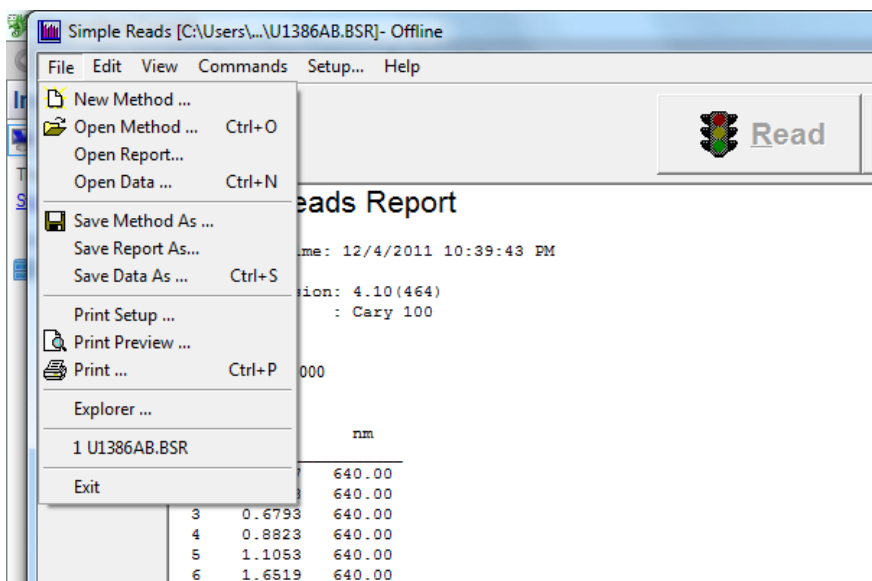 Simple Reads [C:\Users\...\U1386AB.BSR]- Offline
File Edit View Commands Setup... Help
New Method ...
Open Method ... Ctrl+O
Open Report...
Open Data ... Ctrl+N
Save Method As ...
Save Report As...
Save Data As ... Ctrl+S
Print Setup ...
Print Preview ...
Print ... Ctrl+P
Explorer ...
1 U1386AB.BSR
Exit
Read
Report
12/4/2011 10:39:43 PM
4.10(464)
: Cary 100
000
nm
640.00
640.00
3 0.6793 640.00
4 0.8823 640.00
5 1.1053 640.00
6 1.6519 640.00